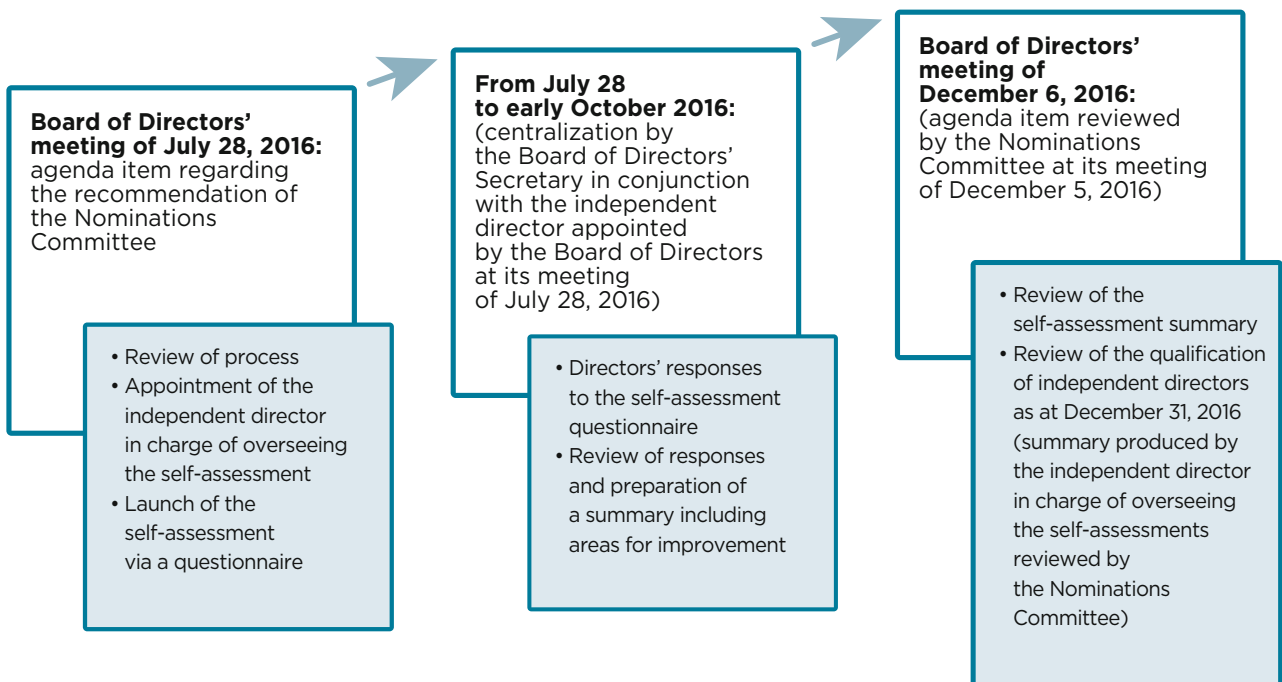 Board of Directors’
meeting of July 28, 2016:
agenda item regarding
the recommendation of
the Nominations
Committee
• Review of process
• Appointment of the
independent director
in charge of overseeing
the self-assessment
• Launch of the
self-assessment
via a questionnaire
From July 28
to early October 2016:
(centralization by
the Board of Directors’
Secretary in conjunction
with the independent
director appointed
by the Board of Directors
at its meeting
of July 28, 2016)
• Directors’ responses
to the self-assessment
questionnaire
• Review of responses
and preparation of
a summary including
areas for improvement
Board of Directors’
meeting of
December 6, 2016:
(agenda item reviewed
by the Nominations
Committee at its meeting
of December 5, 2016)
• Review of the
self-assessment summary
• Review of the qualification
of independent directors
as at December 31, 2016
(summary produced by
the independent director
in charge of overseeing
the self-assessments
reviewed by
the Nominations
Committee)